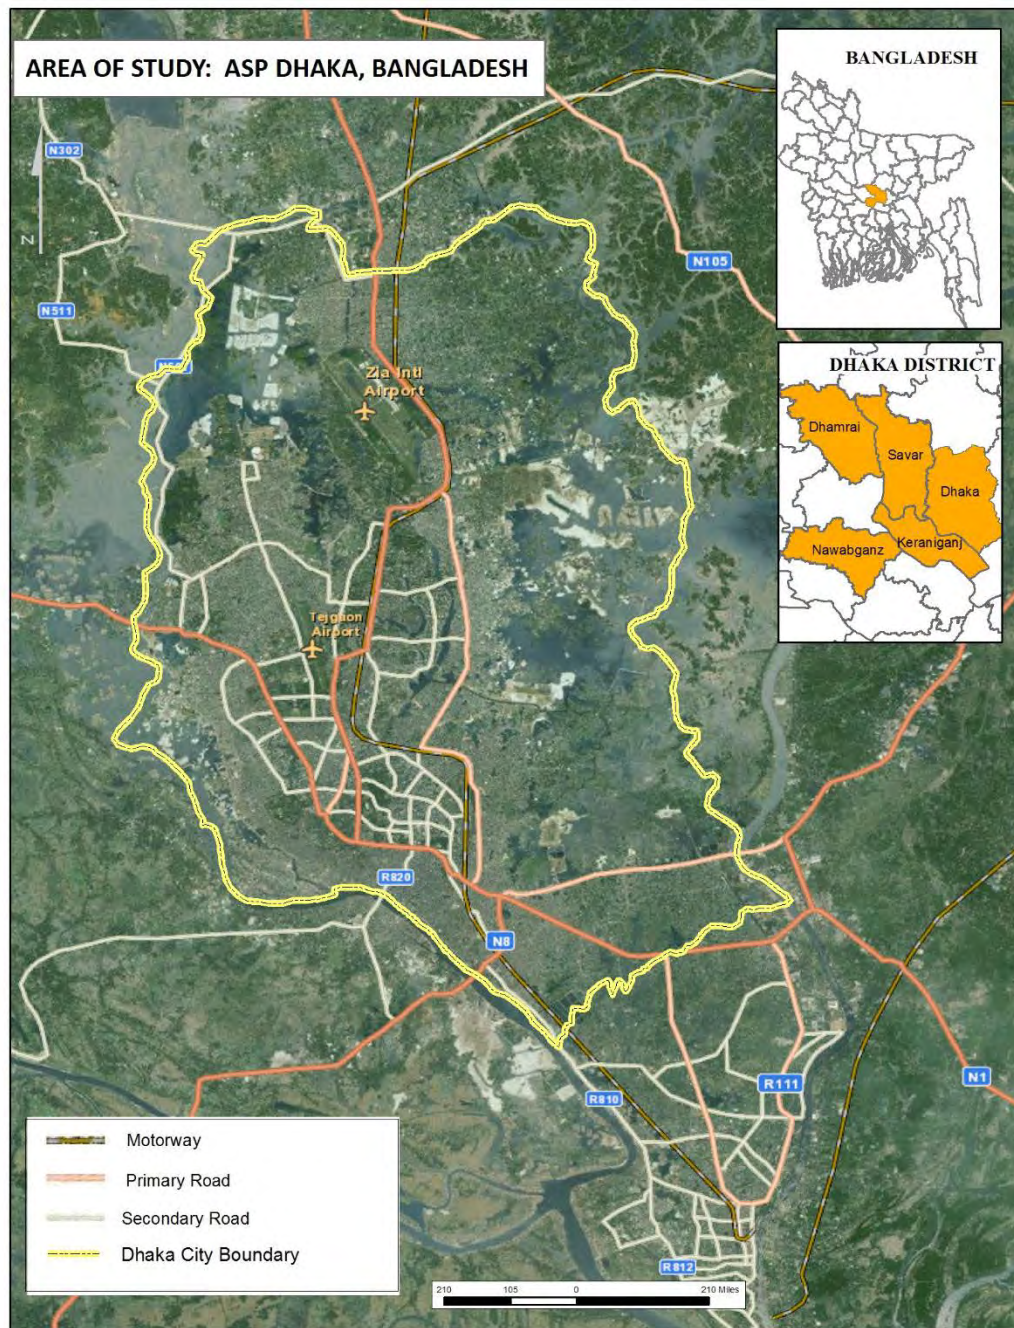 AREA OF STUDY: ASP DHAKA, BANGLADESH
BANGLADESH
N302
N
N105
N511
DHAKA DISTRICT
Zia Intl
Airport
Dhamrai
Savar
Dhaka
Nawabganz
Keraniganj
Tejgaon
Airport
R820
N8
N1
R111
R810
Motorway
Primary Road
Secondary Road
Dhaka City Boundary
R812
210
105
0
210 Miles